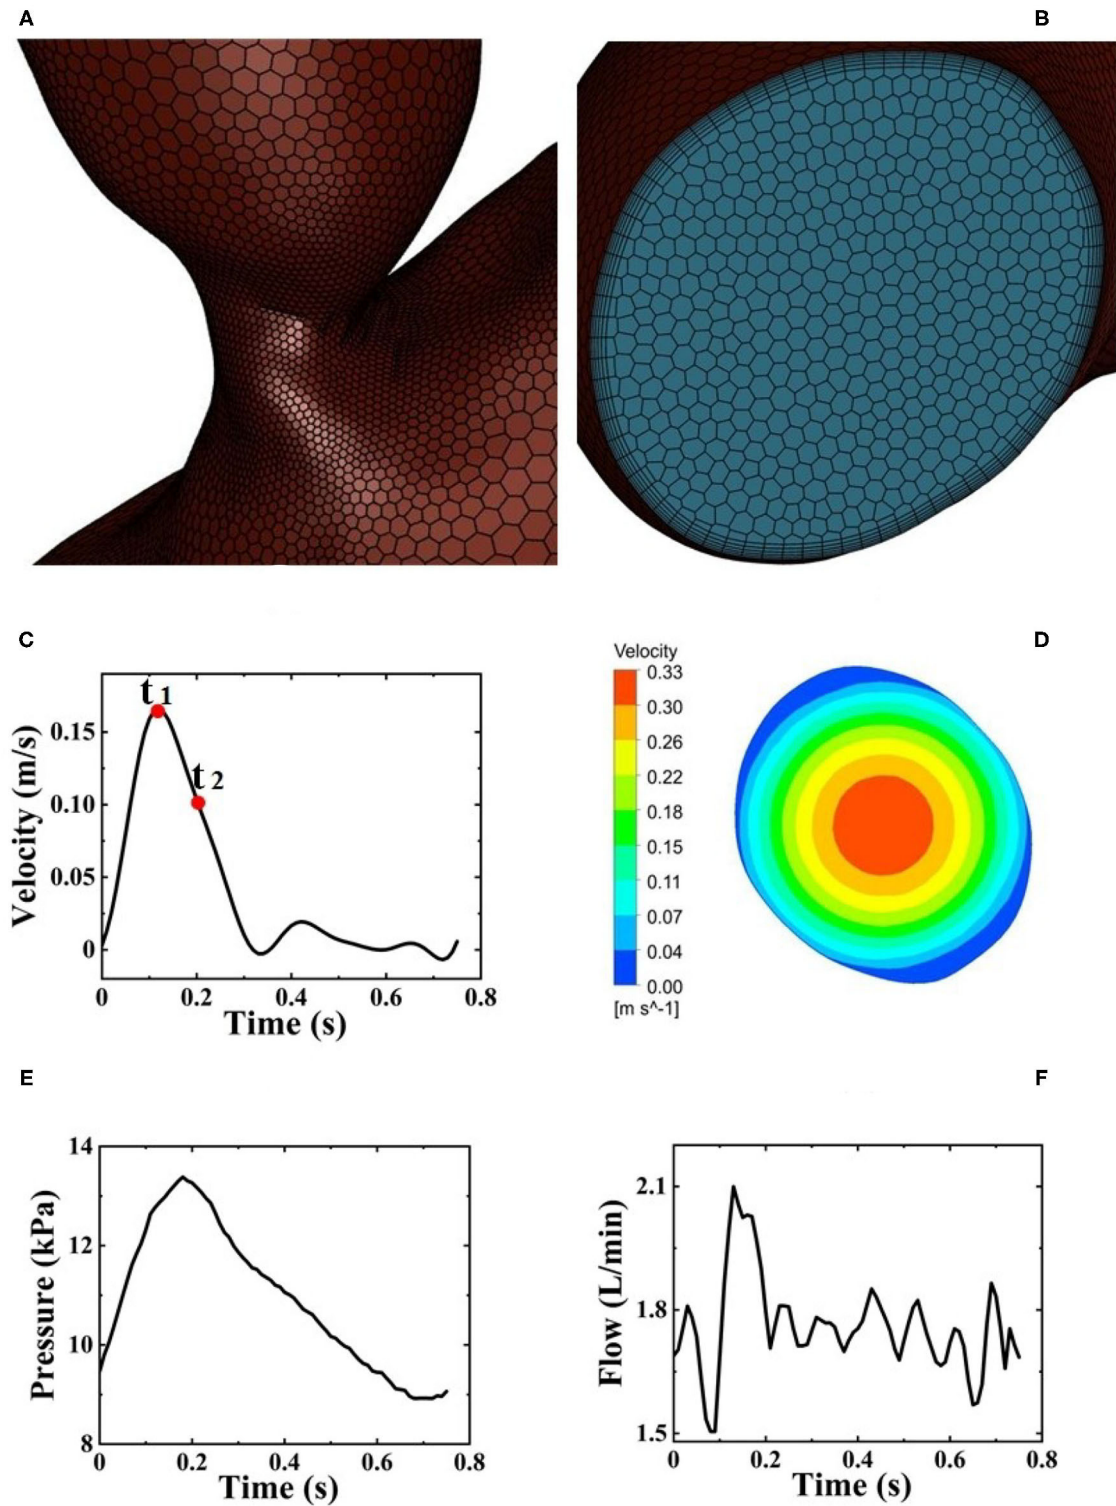 A
B
C
D
Velocity (m/s)
0.15
0.10
0.05
0
t1
t2
0
0.2
0.4
0.6
0.8
Time (s)
Velocity
0.33
0.30
0.26
0.22
0.18
0.15
0.11
0.07
0.04
0.00
[m s^-1]
E
F
Pressure (kPa)
14
12
10
8
0
0.2
0.4
0.6
0.8
Time (s)
Flow (L/min)
2.1
1.8
1.5
0
0.2
0.4
0.6
0.8
Time (s)